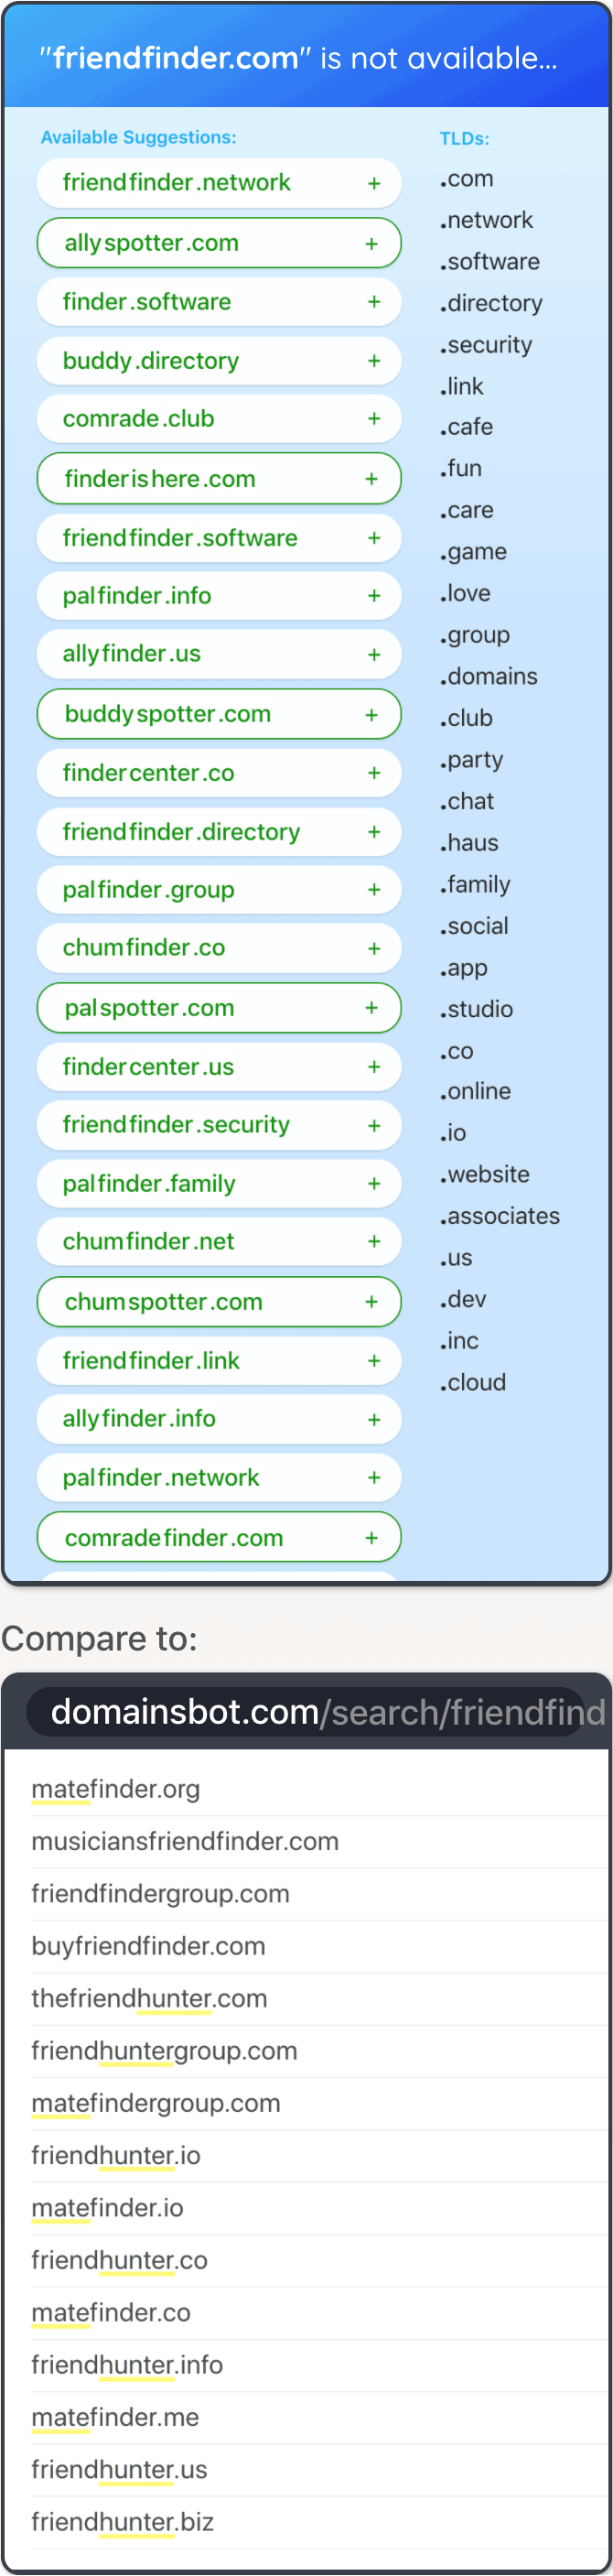 "friendfinder.com" is not available...
Available Suggestions:
friendfinder.network +
allyspotter.com +
finder.software +
buddy.directory +
comrade.club +
finderishere.com +
friendfinder.software +
palfinder.info +
allyfinder.us +
buddyspotter.com +
findercenter.co +
friendfinder.directory +
palfinder.group +
chumfinder.co +
palspotter.com +
findercenter.us +
friendfinder.security +
palfinder.family +
chumfinder.net +
chumspotter.com +
friendfinder.link +
allyfinder.info +
palfinder.network +
comradefinder.com +
TLDs:
.com
.network
.software
.directory
.security
.link
.cafe
.fun
.care
.game
.love
.group
.domains
.club
.party
.chat
.haus
.family
.social
.app
.studio
.co
.online
.io
.website
.associates
.us
.dev
.inc
.cloud
Compare to:
domainsbot.com/search/friendfind
matefinder.org
musiciansfriendfinder.com
friendfindergroup.com
buyfriendfinder.com
thefriendhunter.com
friendhuntergroup.com
matefindergroup.com
friendhunter.io
matefinder.io
friendhunter.co
matefinder.co
friendhunter.info
matefinder.me
friendhunter.us
friendhunter.biz